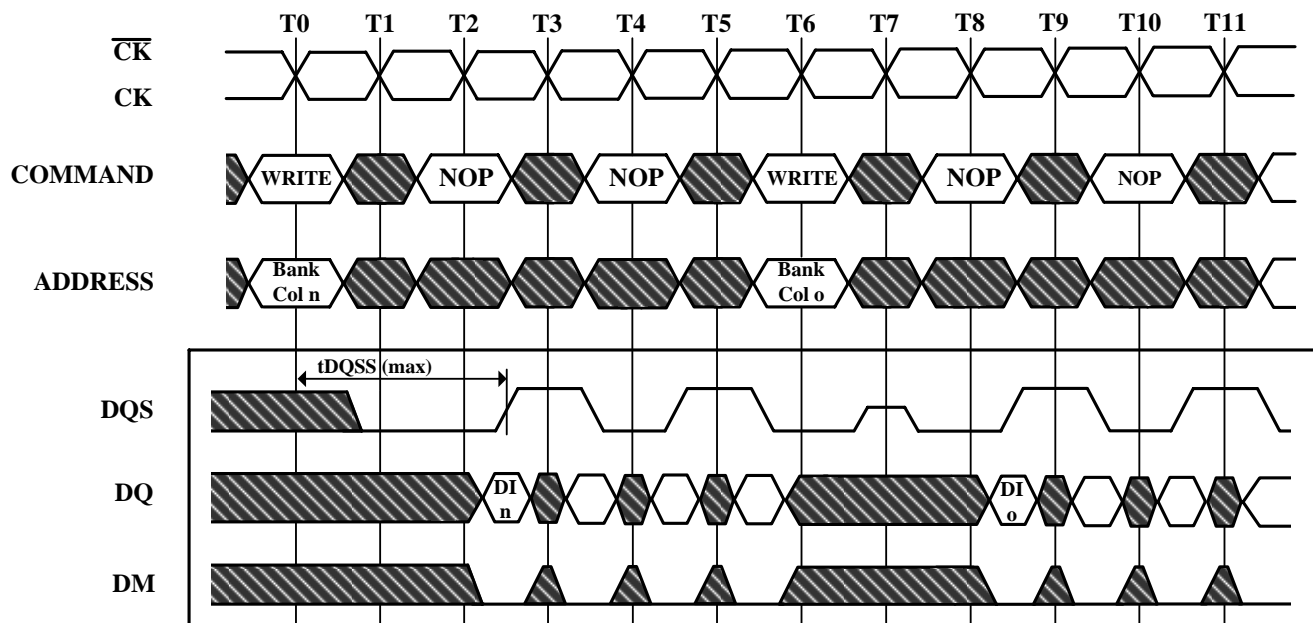 T0 T1 T2 T3 T4 T5 T6 T7 T8 T9 T10 T11
CK
CK
COMMAND WRITE NOP NOP WRITE NOP NOP
ADDRESS Bank Col n Bank Col o
tDQSS (max)
DQS
DQ DI n DI o
DM